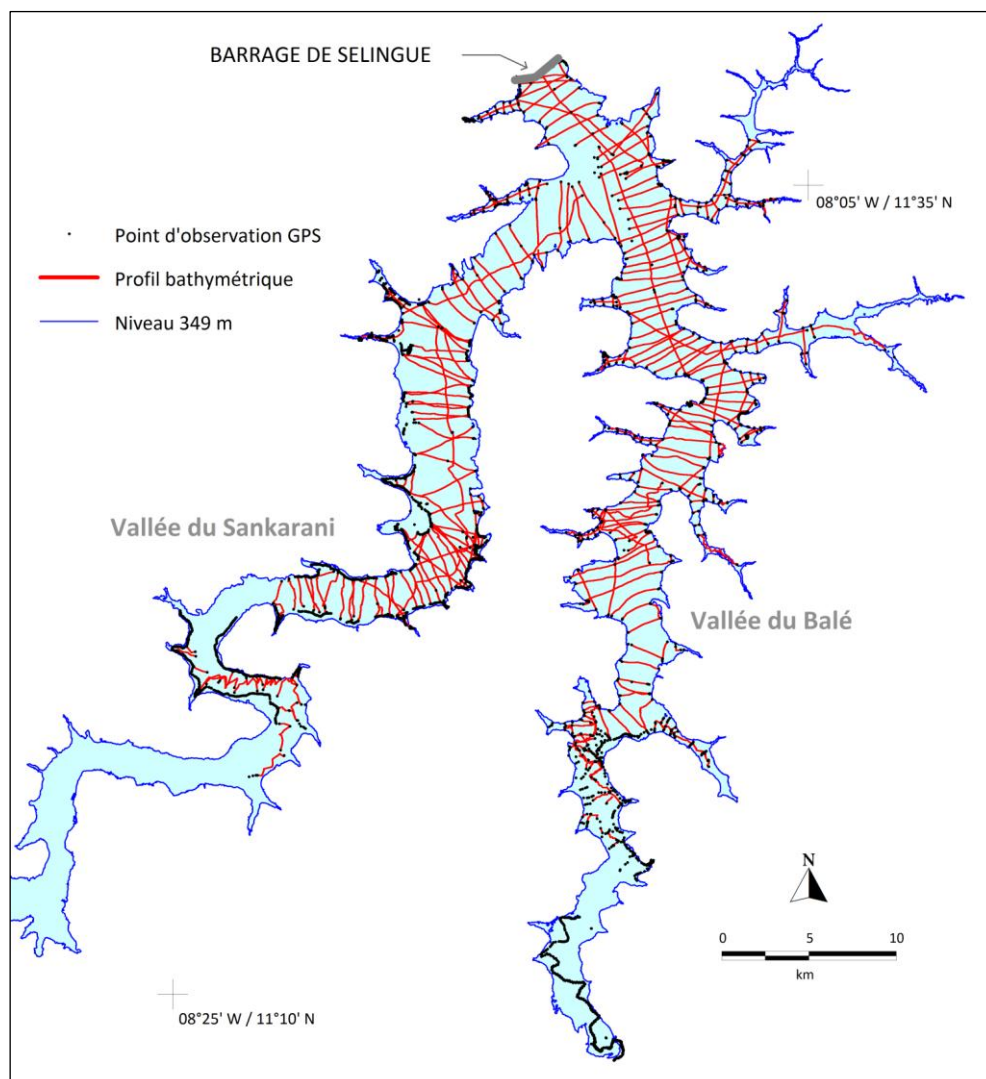 BARRAGE DE SELINGUE
08°05' W / 11°35' N
Point d'observation GPS
Profil bathymétrique
Niveau 349 m
Vallée du Sankarani
Vallée du Balé
N
0 5 10
km
08°25' W / 11°10' N